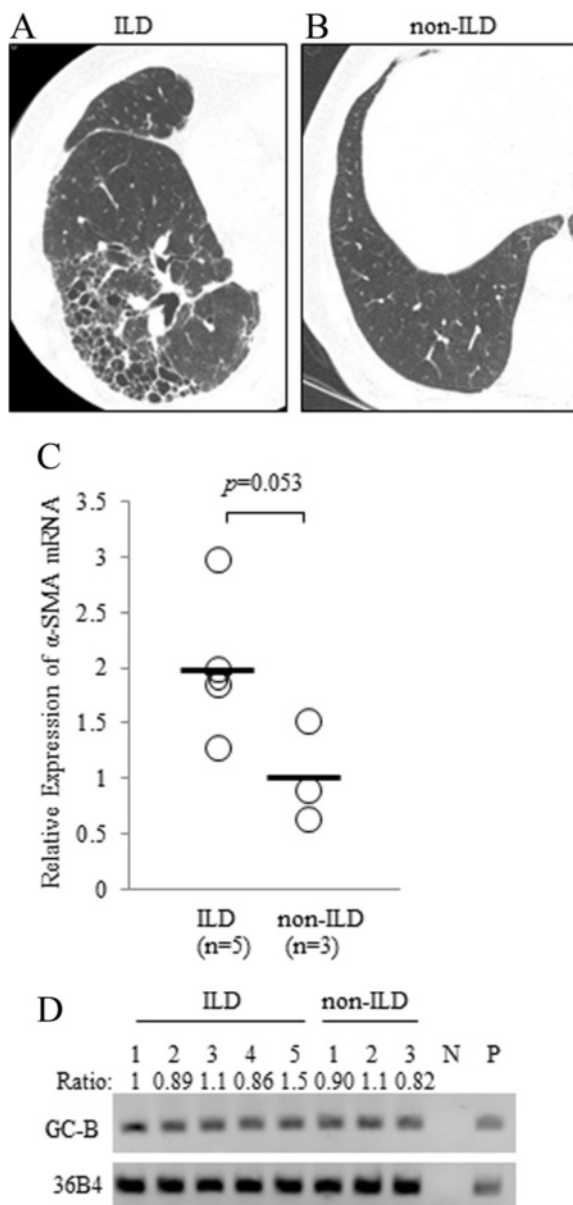 A ILD B non-ILD
C
p=0.053
Relative Expression of α-SMA mRNA
3.5
3
2.5
2
1.5
1
0.5
0
ILD non-ILD
(n=5) (n=3)
D
ILD non-ILD
1 2 3 4 5 1 2 3 N P
Ratio: 1 0.89 1.1 0.86 1.5 0.90 1.1 0.82
GC-B
36B4